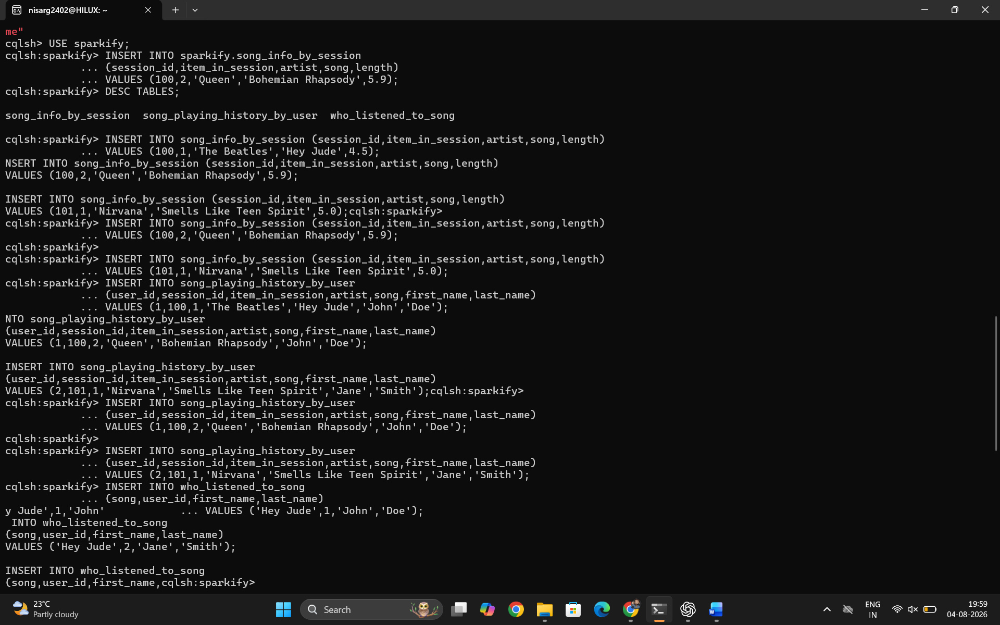 nisarg2402@HILUX: ~
me"
cqlsh> USE sparkify;
cqlsh:sparkify> INSERT INTO sparkify.song_info_by_session
... (session_id,item_in_session,artist,song,length)
... VALUES (100,2,'Queen','Bohemian Rhapsody',5.9);
cqlsh:sparkify> DESC TABLES;
song_info_by_session  song_playing_history_by_user  who_listened_to_song
cqlsh:sparkify> INSERT INTO song_info_by_session (session_id,item_in_session,artist,song,length)
... VALUES (100,1,'The Beatles','Hey Jude',4.5);
NSERT INTO song_info_by_session (session_id,item_in_session,artist,song,length)
VALUES (100,2,'Queen','Bohemian Rhapsody',5.9);
INSERT INTO song_info_by_session (session_id,item_in_session,artist,song,length)
VALUES (101,1,'Nirvana','Smells Like Teen Spirit',5.0);cqlsh:sparkify>
cqlsh:sparkify> INSERT INTO song_info_by_session (session_id,item_in_session,artist,song,length)
... VALUES (100,2,'Queen','Bohemian Rhapsody',5.9);
cqlsh:sparkify>
cqlsh:sparkify> INSERT INTO song_info_by_session (session_id,item_in_session,artist,song,length)
... VALUES (101,1,'Nirvana','Smells Like Teen Spirit',5.0);
cqlsh:sparkify> INSERT INTO song_playing_history_by_user
... (user_id,session_id,item_in_session,artist,song,first_name,last_name)
... VALUES (1,100,1,'The Beatles','Hey Jude','John','Doe');
NTO song_playing_history_by_user
(user_id,session_id,item_in_session,artist,song,first_name,last_name)
VALUES (1,100,2,'Queen','Bohemian Rhapsody','John','Doe');
INSERT INTO song_playing_history_by_user
(user_id,session_id,item_in_session,artist,song,first_name,last_name)
VALUES (2,101,1,'Nirvana','Smells Like Teen Spirit','Jane','Smith');cqlsh:sparkify>
cqlsh:sparkify> INSERT INTO song_playing_history_by_user
... (user_id,session_id,item_in_session,artist,song,first_name,last_name)
... VALUES (1,100,2,'Queen','Bohemian Rhapsody','John','Doe');
cqlsh:sparkify>
cqlsh:sparkify> INSERT INTO song_playing_history_by_user
... (user_id,session_id,item_in_session,artist,song,first_name,last_name)
... VALUES (2,101,1,'Nirvana','Smells Like Teen Spirit','Jane','Smith');
cqlsh:sparkify> INSERT INTO who_listened_to_song
... (song,user_id,first_name,last_name)
y Jude',1,'John'            ... VALUES ('Hey Jude',1,'John','Doe');
INTO who_listened_to_song
(song,user_id,first_name,last_name)
VALUES ('Hey Jude',2,'Jane','Smith');
INSERT INTO who_listened_to_song
(song,user_id,first_name,cqlsh:sparkify>
23°C
Partly cloudy
Search
ENG
IN
19:59
04-08-2026